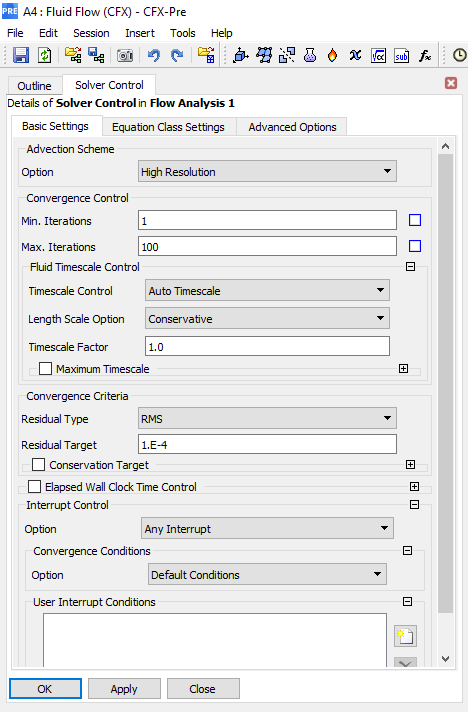 PRE A4 : Fluid Flow (CFX) - CFX-Pre
File Edit Session Insert Tools Help
Outline Solver Control
Details of Solver Control in Flow Analysis 1
Basic Settings Equation Class Settings Advanced Options
Advection Scheme
Option High Resolution
Convergence Control
Min. Iterations 1
Max. Iterations 100
Fluid Timescale Control
Timescale Control Auto Timescale
Length Scale Option Conservative
Timescale Factor 1.0
Maximum Timescale
Convergence Criteria
Residual Type RMS
Residual Target 1.E-4
Conservation Target
Elapsed Wall Clock Time Control
Interrupt Control
Option Any Interrupt
Convergence Conditions
Option Default Conditions
User Interrupt Conditions
OK Apply Close